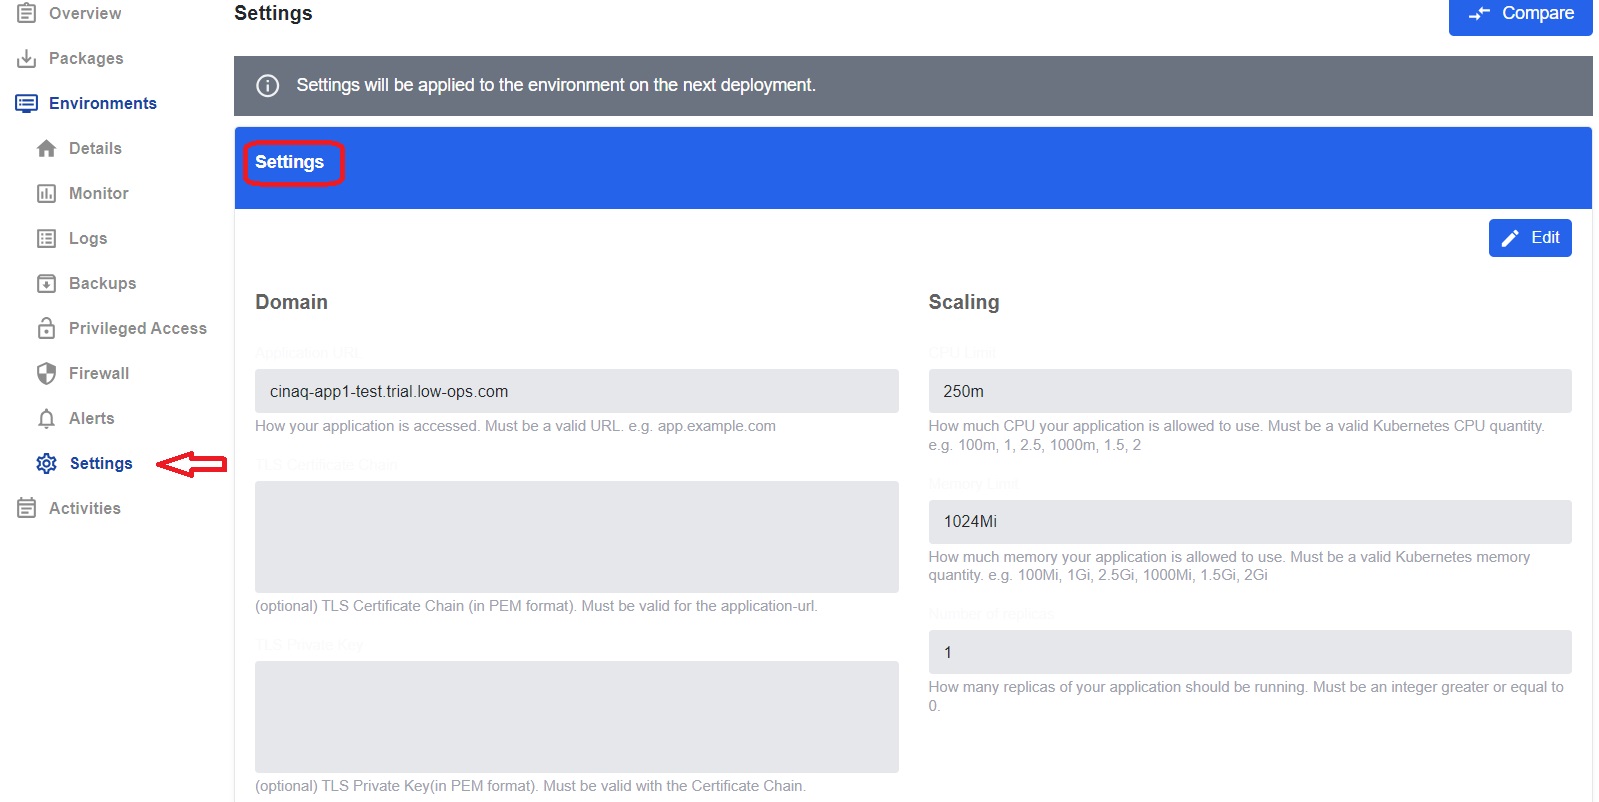 Overview
Packages
Environments
Details
Monitor
Logs
Backups
Privileged Access
Firewall
Alerts
Settings
Activities
Settings
Compare
Settings will be applied to the environment on the next deployment.
Settings
Edit
Domain
Application URL
cinaq-app1-test.trial.low-ops.com
How your application is accessed. Must be a valid URL. e.g. app.example.com
TLS Certificate Chain
(optional) TLS Certificate Chain (in PEM format). Must be valid for the application-url.
TLS Private Key
(optional) TLS Private Key(in PEM format). Must be valid with the Certificate Chain.
Scaling
CPU Limit
250m
How much CPU your application is allowed to use. Must be a valid Kubernetes CPU quantity.
e.g. 100m, 1, 2.5, 1000m, 1.5, 2
Memory Limit
1024Mi
How much memory your application is allowed to use. Must be a valid Kubernetes memory
quantity. e.g. 100Mi, 1Gi, 2.5Gi, 1000Mi, 1.5Gi, 2Gi
Number of replicas
1
How many replicas of your application should be running. Must be an integer greater or equal to
0.